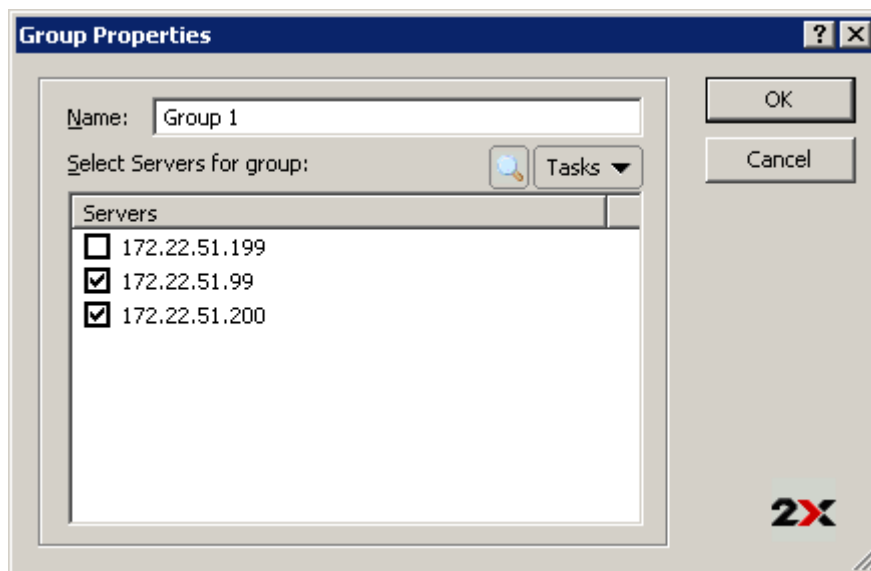 Group Properties
Name: Group 1
OK
Select Servers for group:
Tasks
Cancel
Servers
172.22.51.199
172.22.51.99
172.22.51.200
2X